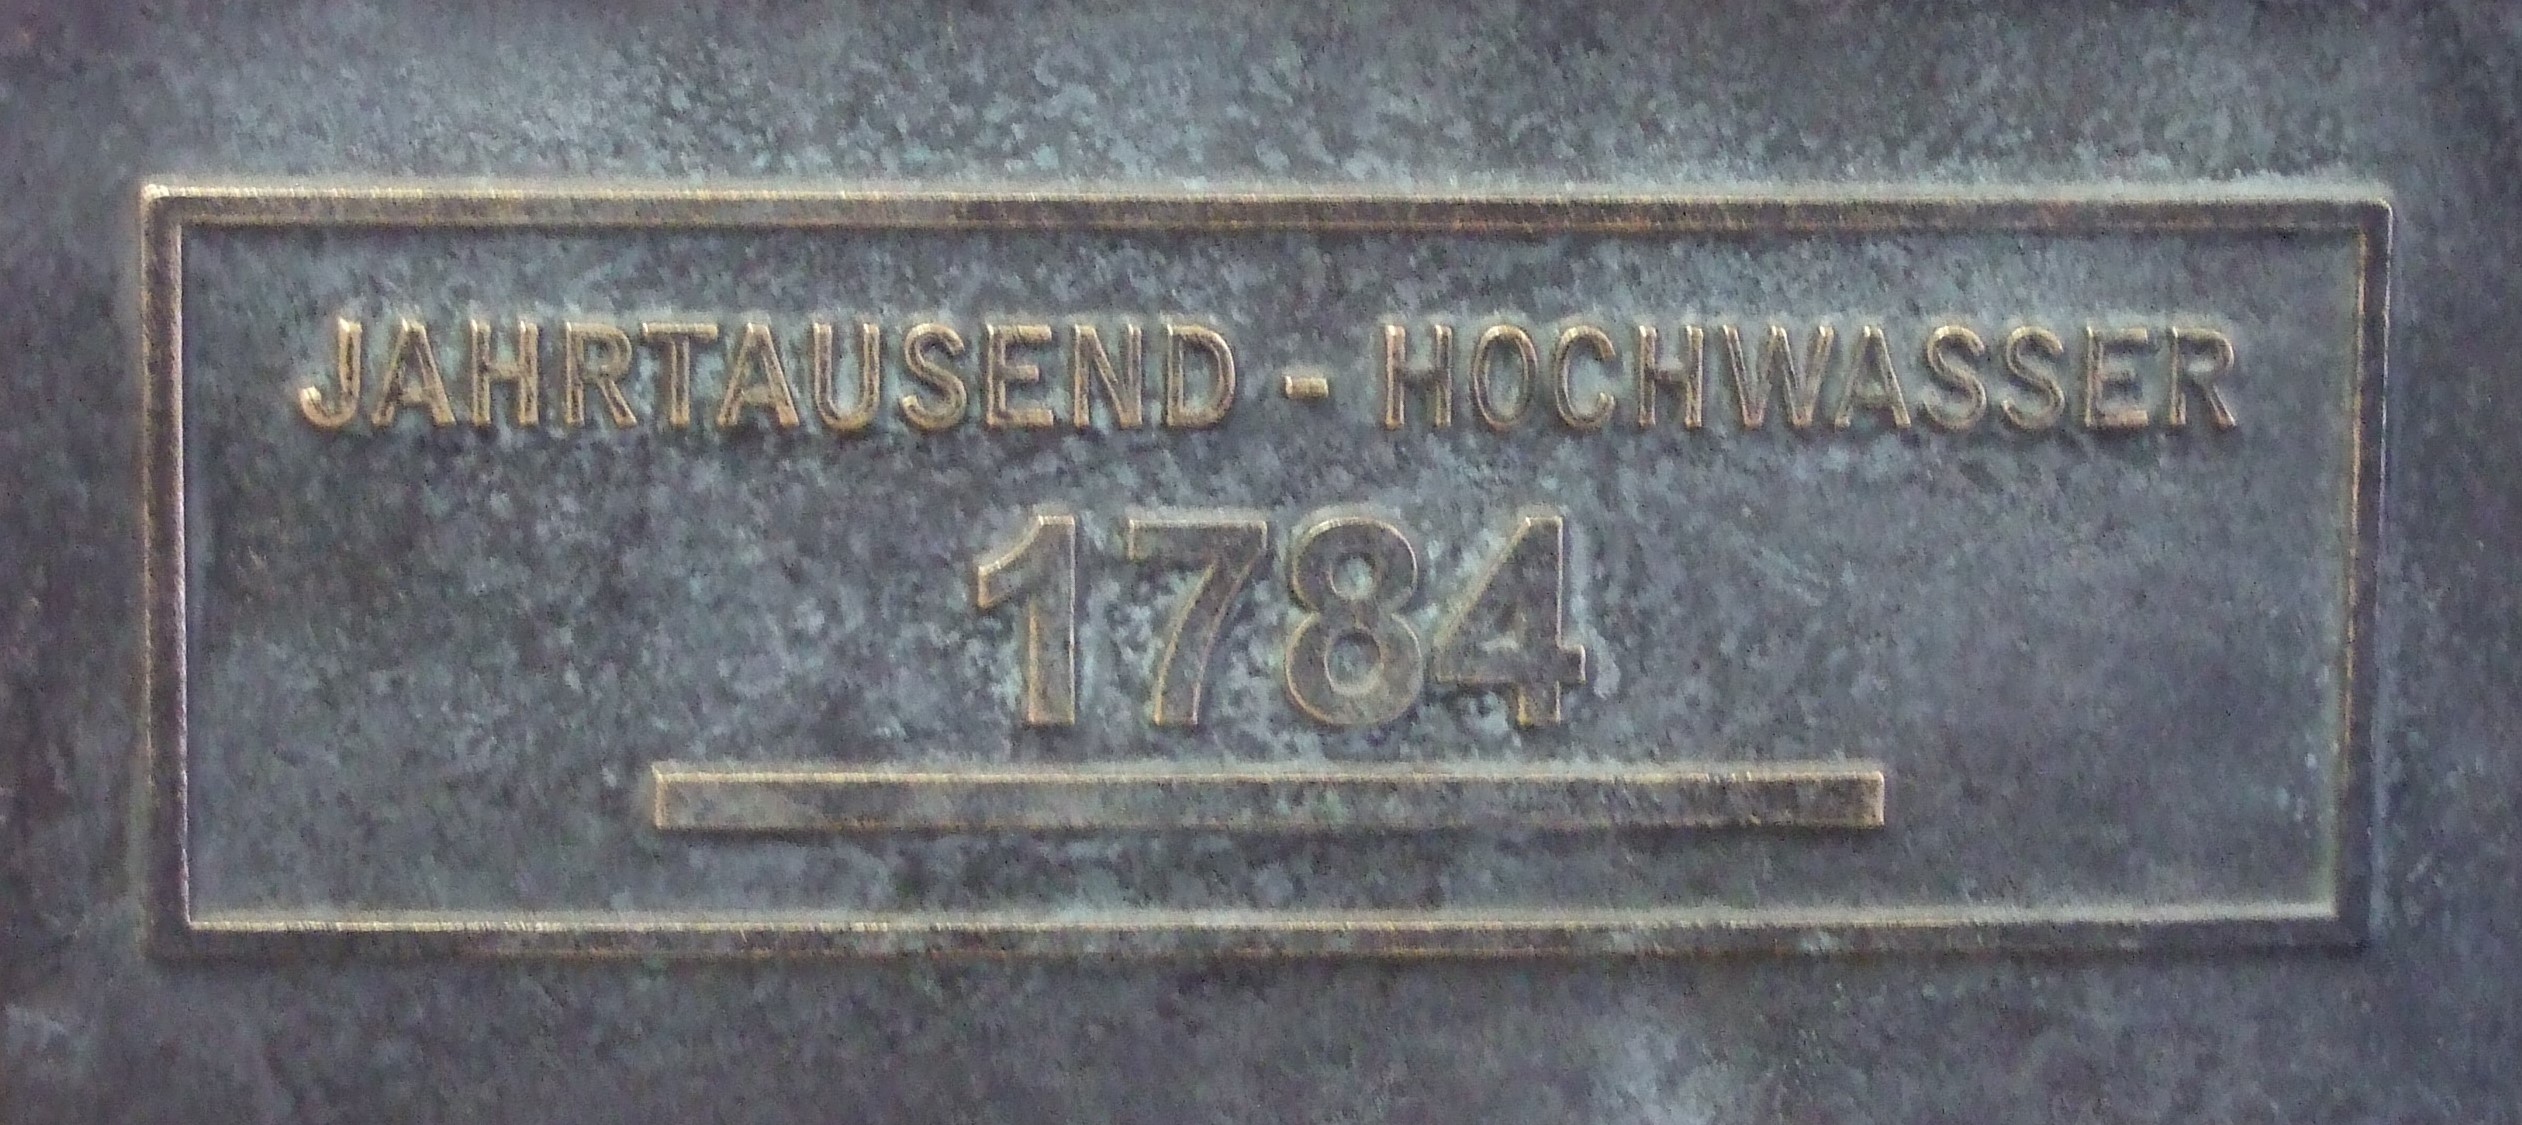 JAHRTAUSEND - HOCHWASSER
1784